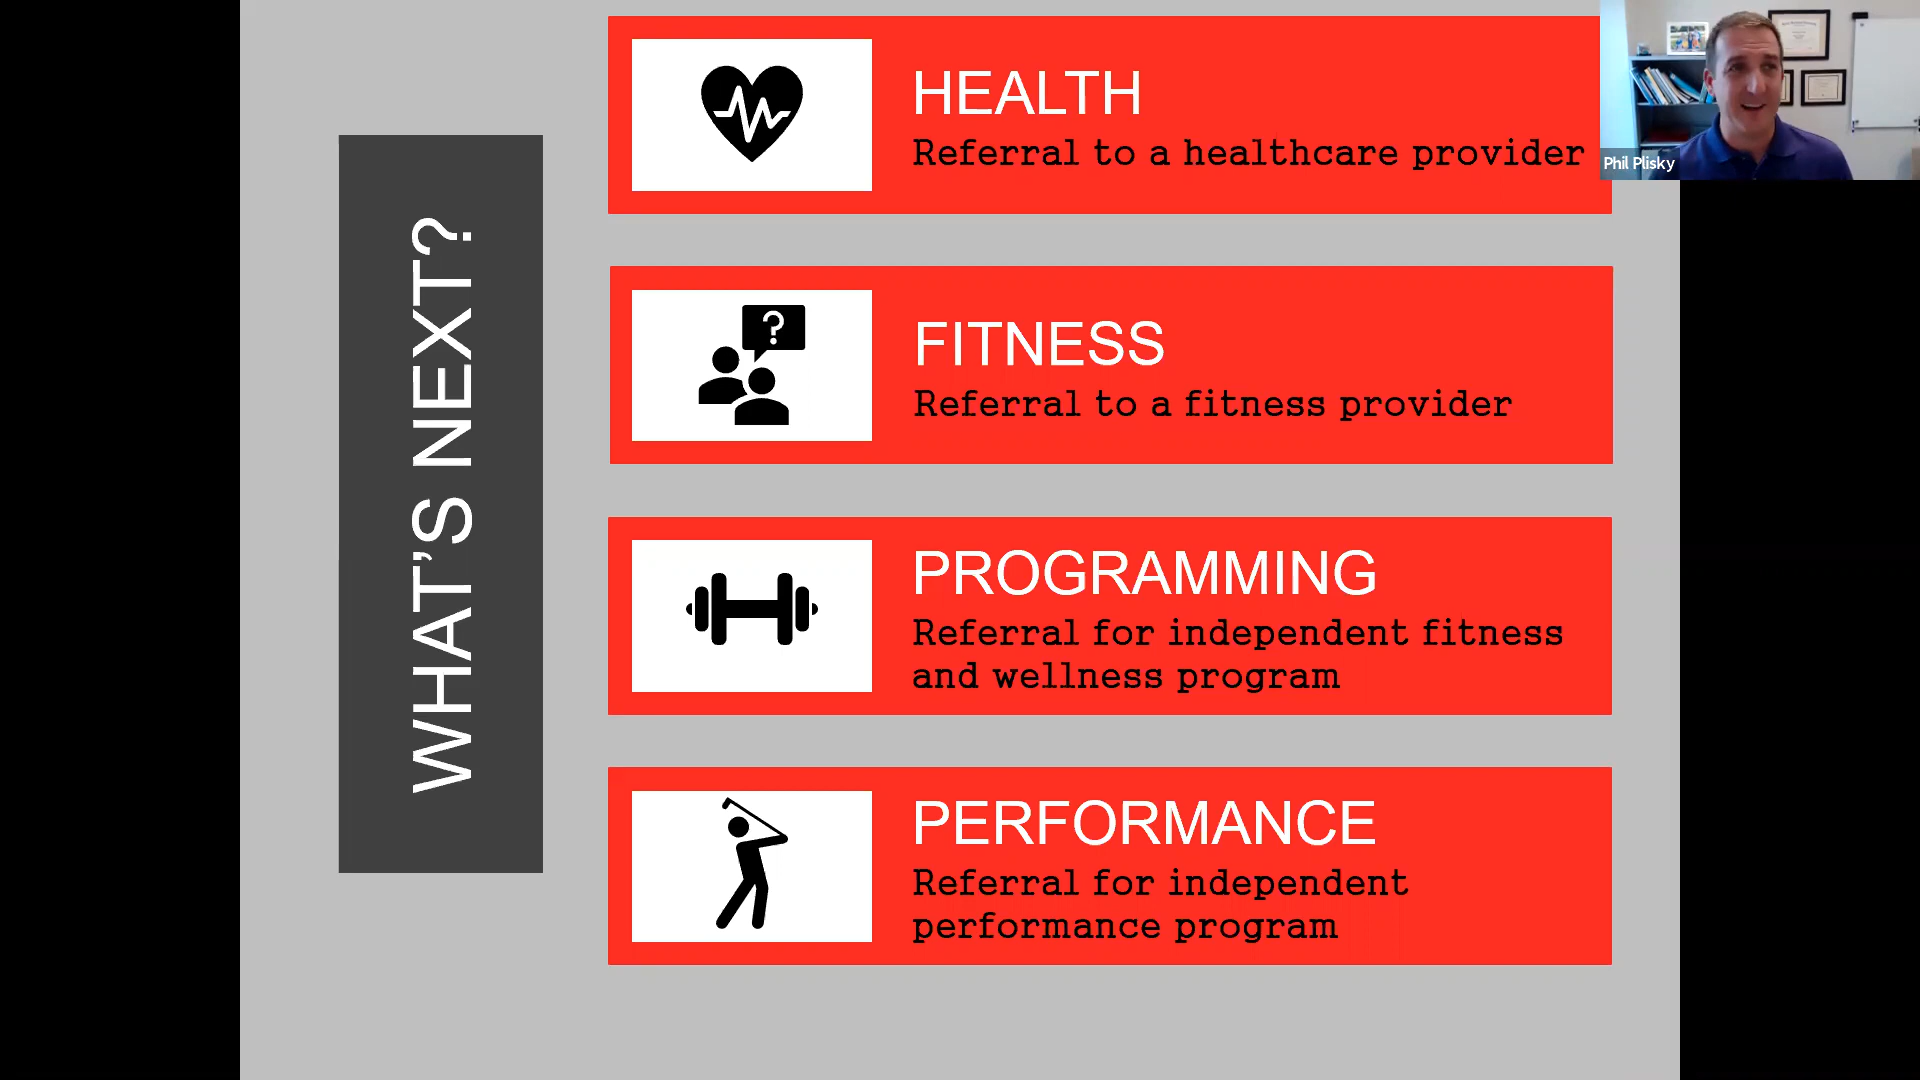 WHAT'S NEXT?
HEALTH
Referral to a healthcare provider
?
FITNESS
Referral to a fitness provider
PROGRAMMING
Referral for independent fitness
and wellness program
PERFORMANCE
Referral for independent
performance program
Phil Plisky